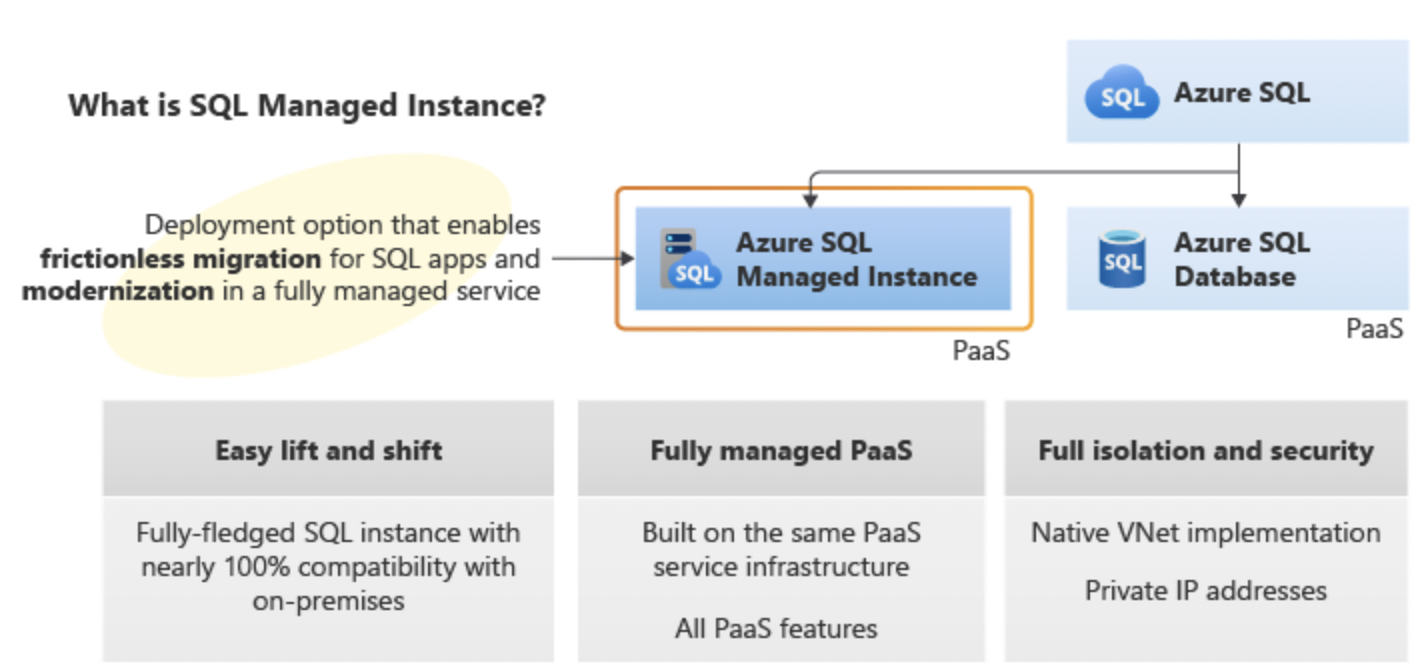 What is SQL Managed Instance?
SQL Azure SQL
Deployment option that enables
frictionless migration for SQL apps and
modernization in a fully managed service
SQL
Azure SQL
Managed Instance
PaaS
SQL
Azure SQL
Database
PaaS
Easy lift and shift
Fully-fledged SQL instance with
nearly 100% compatibility with
on-premises
Fully managed PaaS
Built on the same PaaS
service infrastructure
All PaaS features
Full isolation and security
Native VNet implementation
Private IP addresses